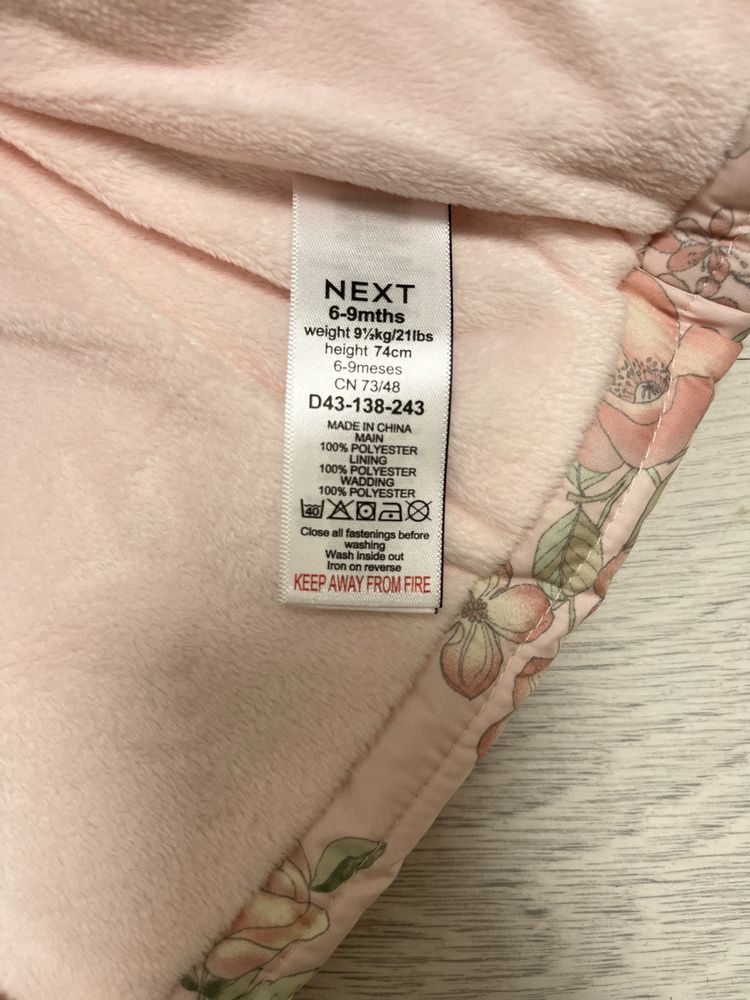 NEXT
6-9mths
weight 9½kg/21lbs
height 74cm
6-9meses
CN 73/48
D43-138-243
MADE IN CHINA
MAIN
100% POLYESTER
LINING
100% POLYESTER
WADDING
100% POLYESTER
40
Close all fastenings before
washing
Wash inside out
Iron on reverse
KEEP AWAY FROM FIRE